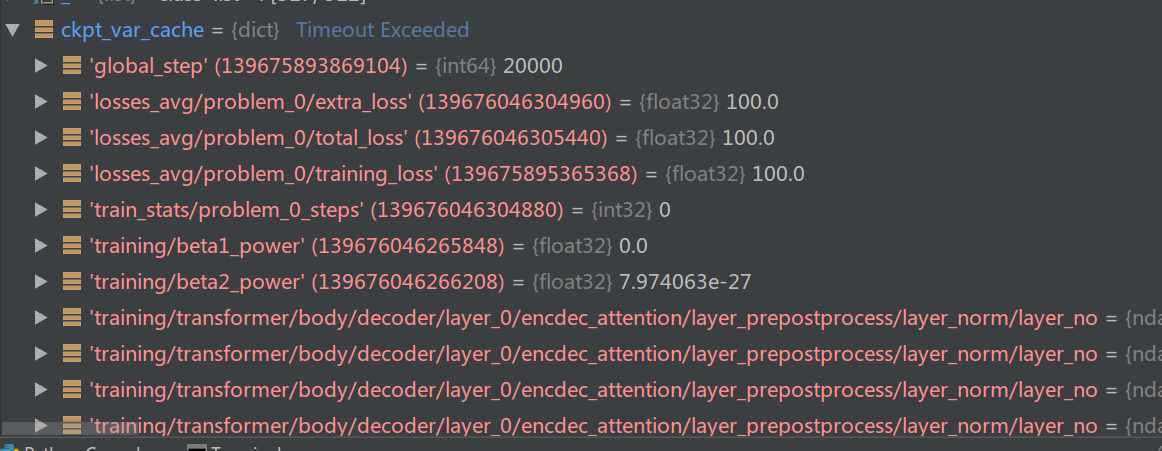 ckpt_var_cache = {dict} Timeout Exceeded
'global_step' (139675893869104) = {int64} 20000
'losses_avg/problem_0/extra_loss' (139676046304960) = {float32} 100.0
'losses_avg/problem_0/total_loss' (139676046305440) = {float32} 100.0
'losses_avg/problem_0/training_loss' (139675895365368) = {float32} 100.0
'train_stats/problem_0_steps' (139676046304880) = {int32} 0
'training/beta1_power' (139676046265848) = {float32} 0.0
'training/beta2_power' (139676046266208) = {float32} 7.974063e-27
'training/transformer/body/decoder/layer_0/encdec_attention/layer_prepostprocess/layer_norm/layer_no = {nda
'training/transformer/body/decoder/layer_0/encdec_attention/layer_prepostprocess/layer_norm/layer_no = {nda
'training/transformer/body/decoder/layer_0/encdec_attention/layer_prepostprocess/layer_norm/layer_no = {nda
'training/transformer/body/decoder/layer_0/encdec_attention/layer_prepostprocess/layer_norm/layer_no = {nda